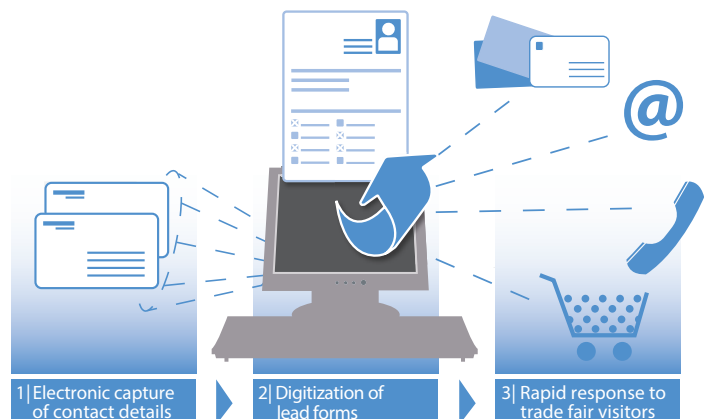 1| Electronic capture
of contact details
2| Digitization of
lead forms
3| Rapid response to
trade fair visitors
@